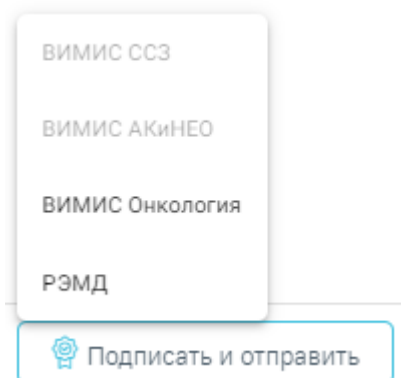 ВИМИС ССЗ
ВИМИС АКиНЕО
ВИМИС Онкология
РЭМД
Подписать и отправить